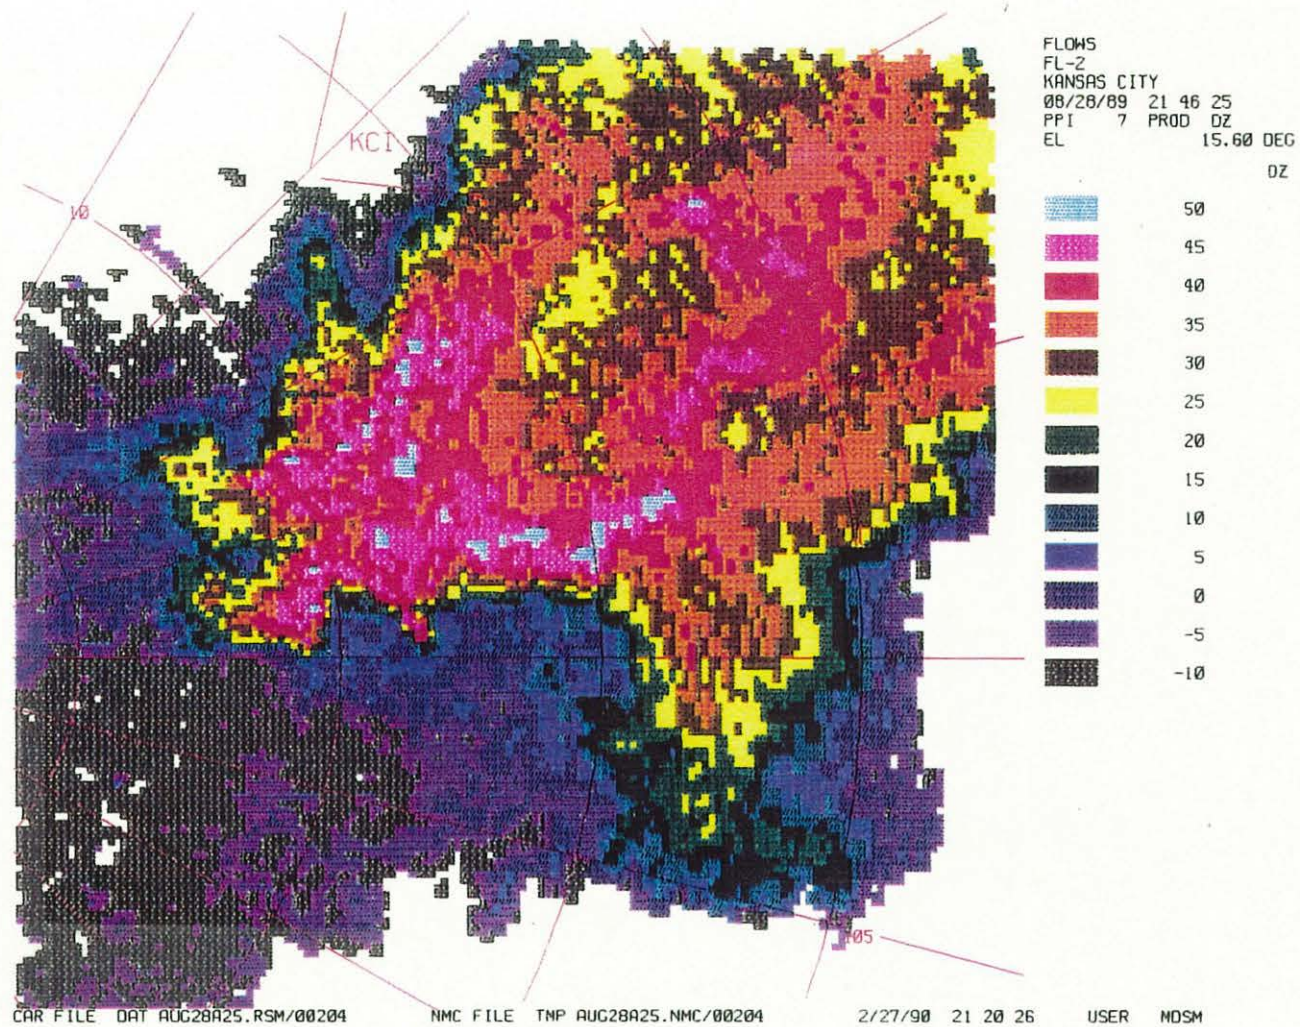 FLOWS
FL-2
KANSAS CITY
08/28/89 21 46 25
PPI 7 PROD DZ
EL 15.60 DEG
DZ
KCI
10
50
45
40
35
30
25
20
15
10
5
0
-5
-10
105
CAR FILE DAT AUG28A25.RSM/00204 NMC FILE TNP AUG28A25.NMC/00204 2/27/90 21 20 26 USER MDSM